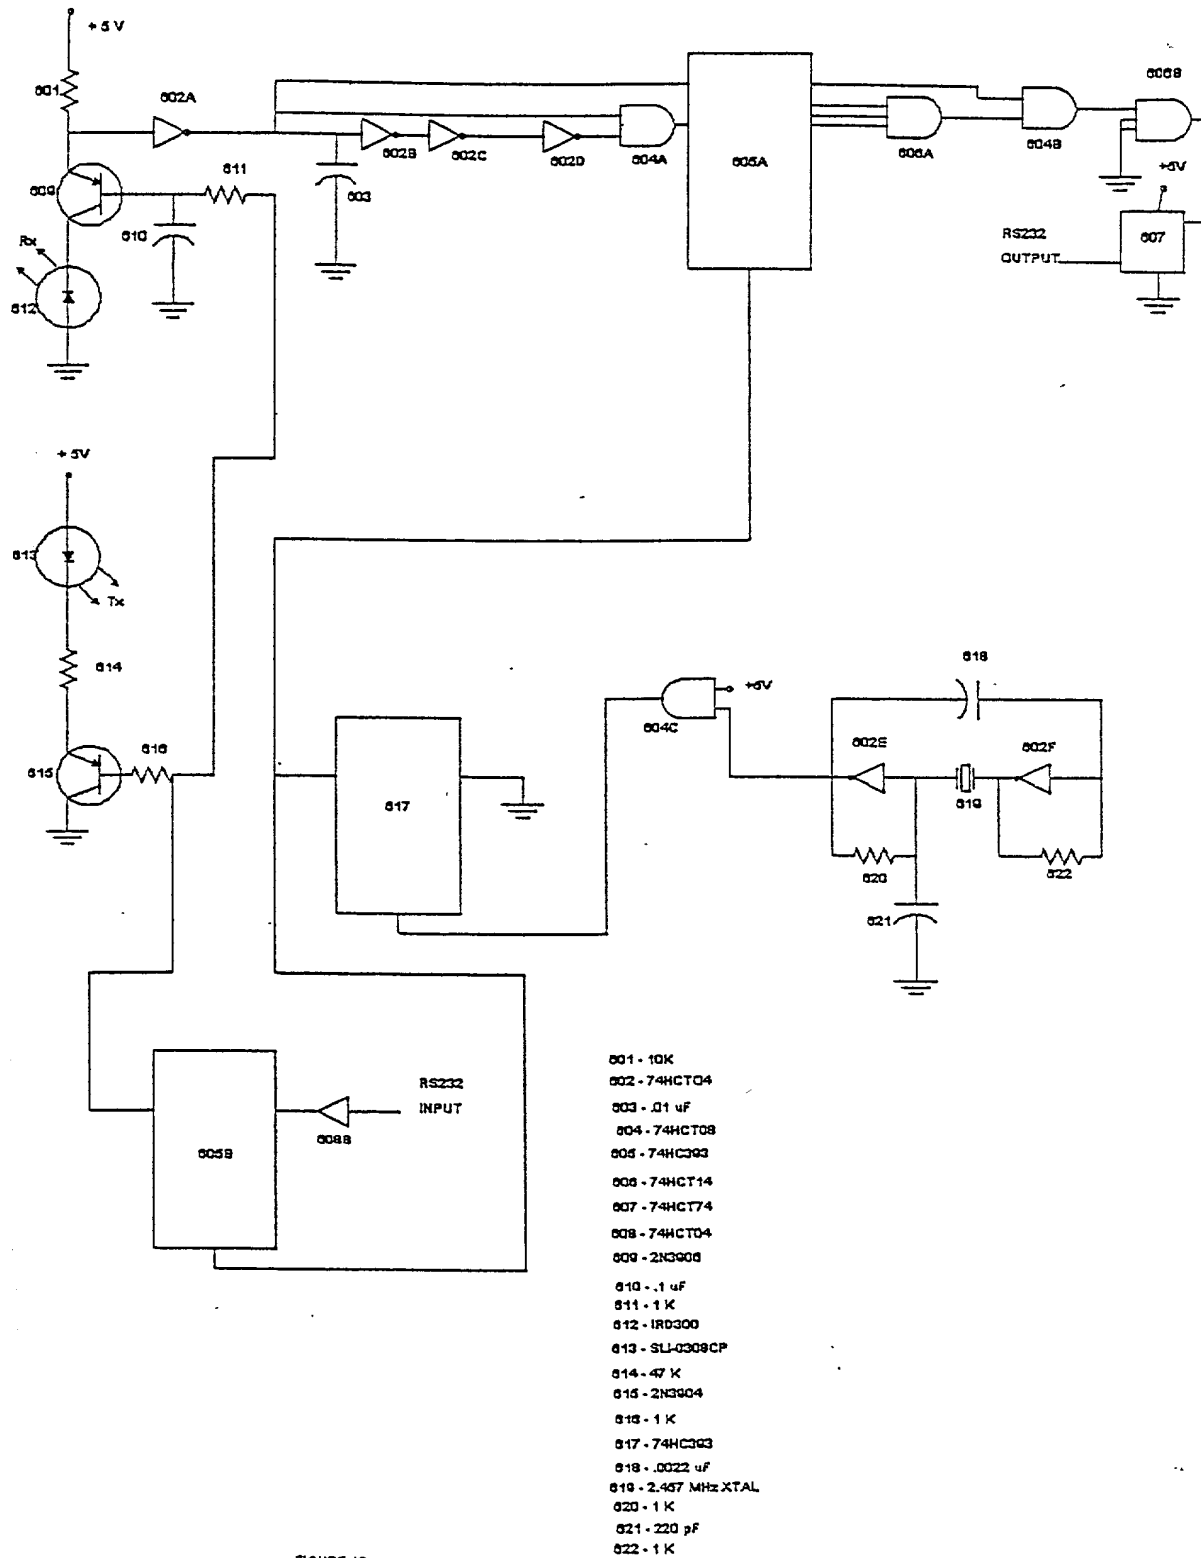 +5 V
601
602A
602B
602C
602D
604A
605A
606A
604B
606B
+5V
609
611
610
603
Rx
612
RS232
OUTPUT
607
+5V
613
Tx
614
615
616
617
604C
+5V
618
602E
602F
619
620
622
621
605B
608B
RS232
INPUT
601 - 10K
602 - 74HCT04
603 - .01 uF
604 - 74HCT08
605 - 74HC393
606 - 74HCT14
607 - 74HCT74
608 - 74HCT04
609 - 2N3906
610 - .1 uF
611 - 1 K
612 - IRD300
613 - SLI-0308CP
614 - 47 K
615 - 2N3904
616 - 1 K
617 - 74HC393
618 - .0022 uF
619 - 2.457 MHz XTAL
620 - 1 K
621 - 220 pF
622 - 1 K